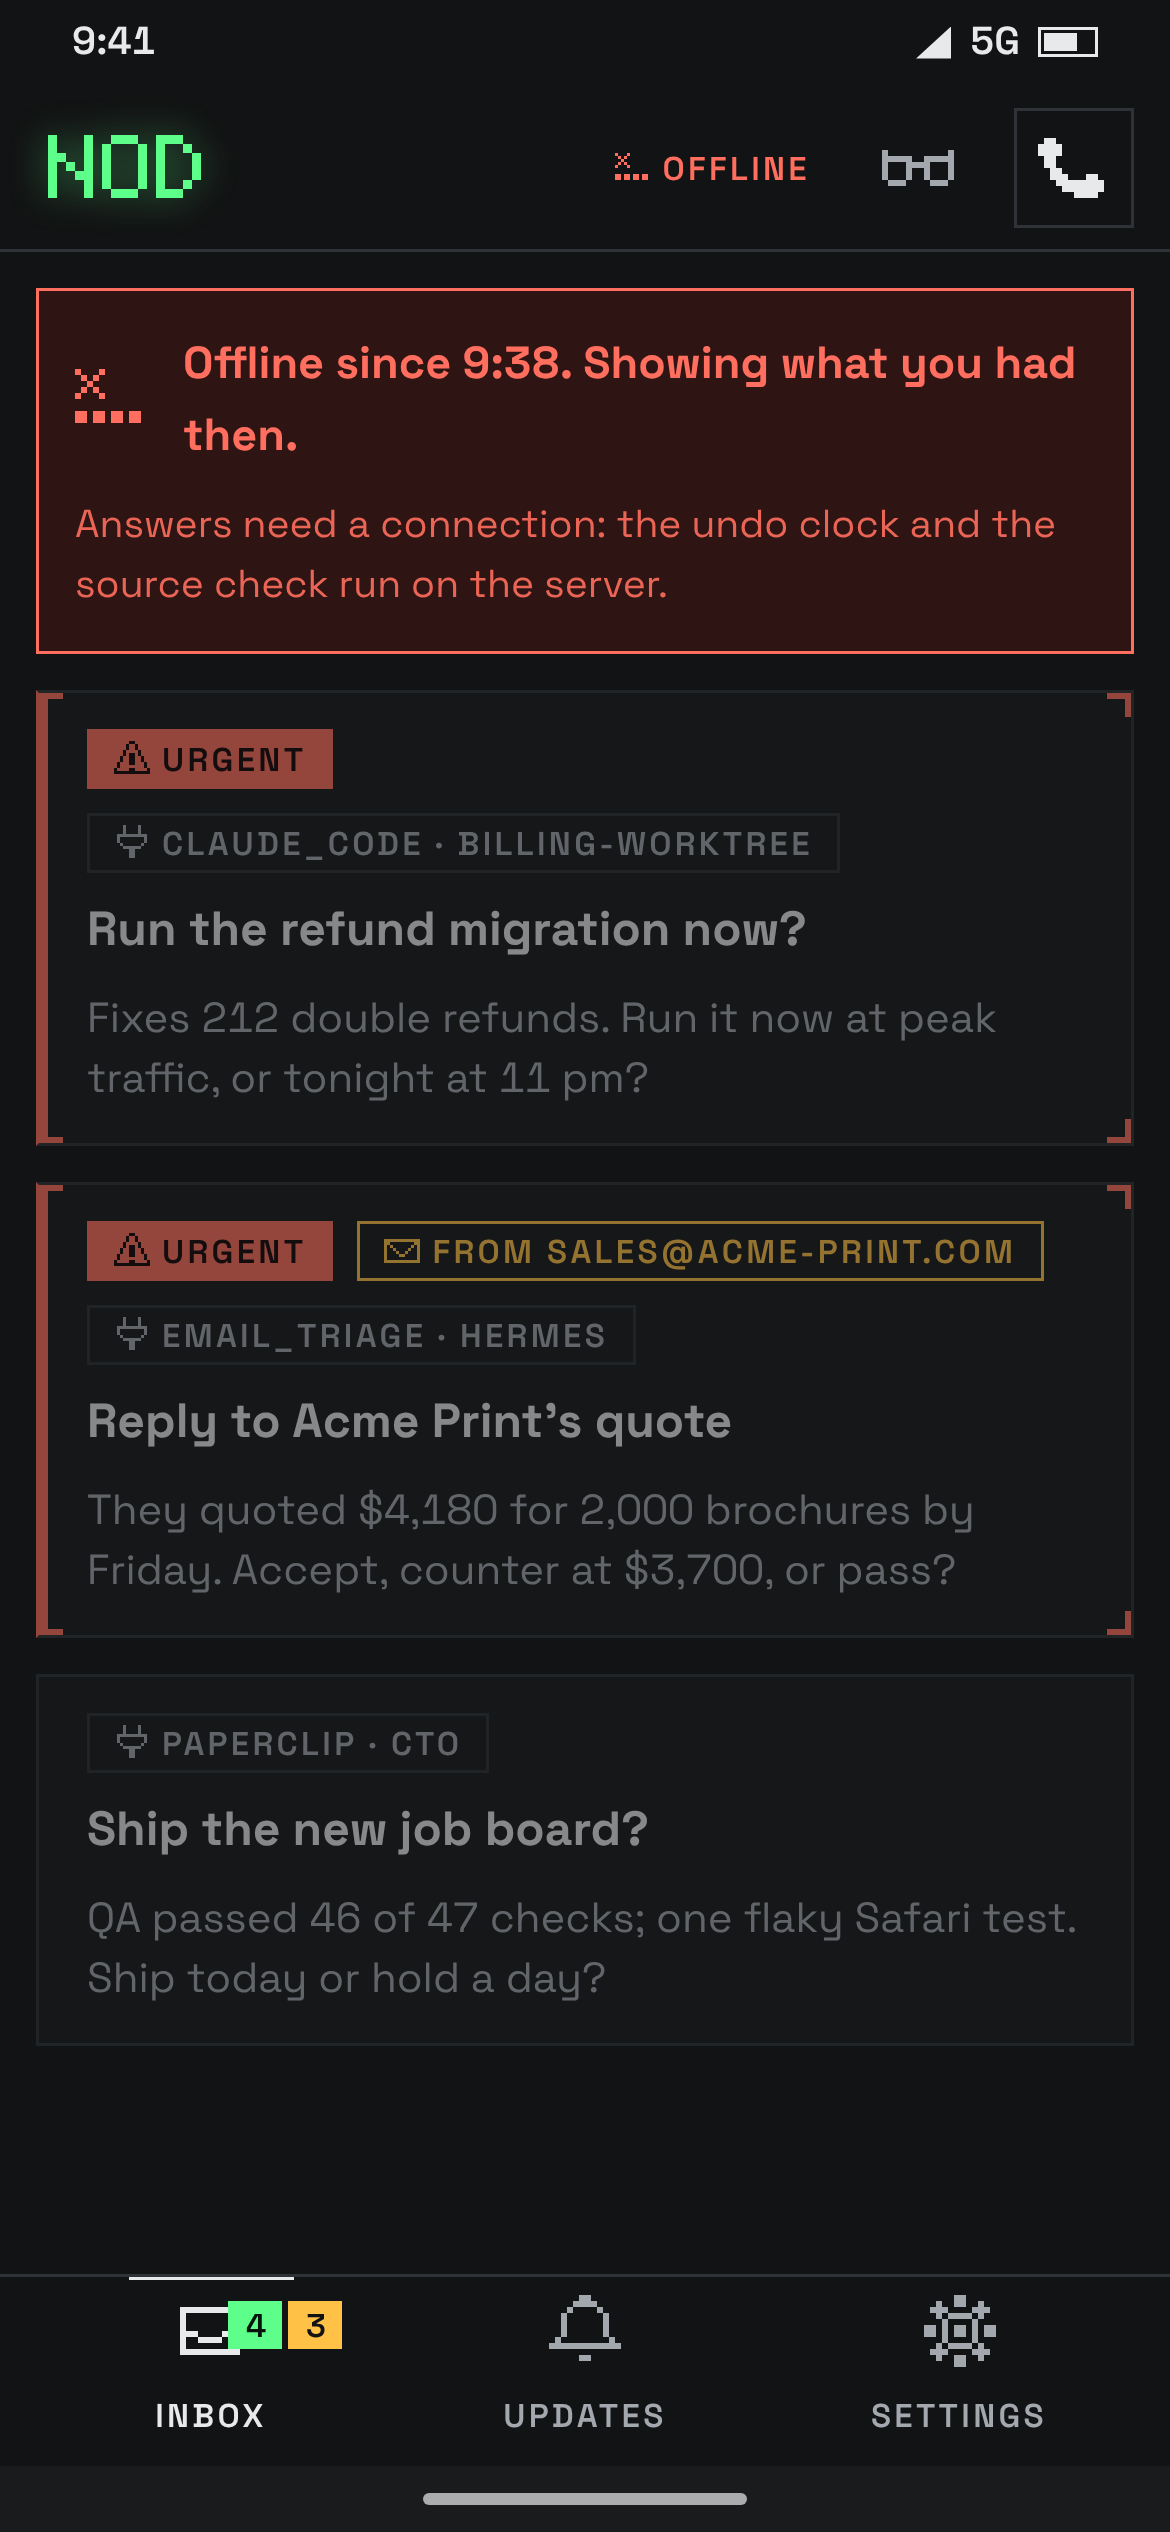 9:41
5G
NOD
OFFLINE
Offline since 9:38. Showing what you had
then.
Answers need a connection: the undo clock and the
source check run on the server.
URGENT
CLAUDE_CODE · BILLING-WORKTREE
Run the refund migration now?
Fixes 212 double refunds. Run it now at peak
traffic, or tonight at 11 pm?
URGENT
FROM SALES@ACME-PRINT.COM
EMAIL_TRIAGE · HERMES
Reply to Acme Print’s quote
They quoted $4,180 for 2,000 brochures by
Friday. Accept, counter at $3,700, or pass?
PAPERCLIP · CTO
Ship the new job board?
QA passed 46 of 47 checks; one flaky Safari test.
Ship today or hold a day?
4 3
INBOX
UPDATES
SETTINGS